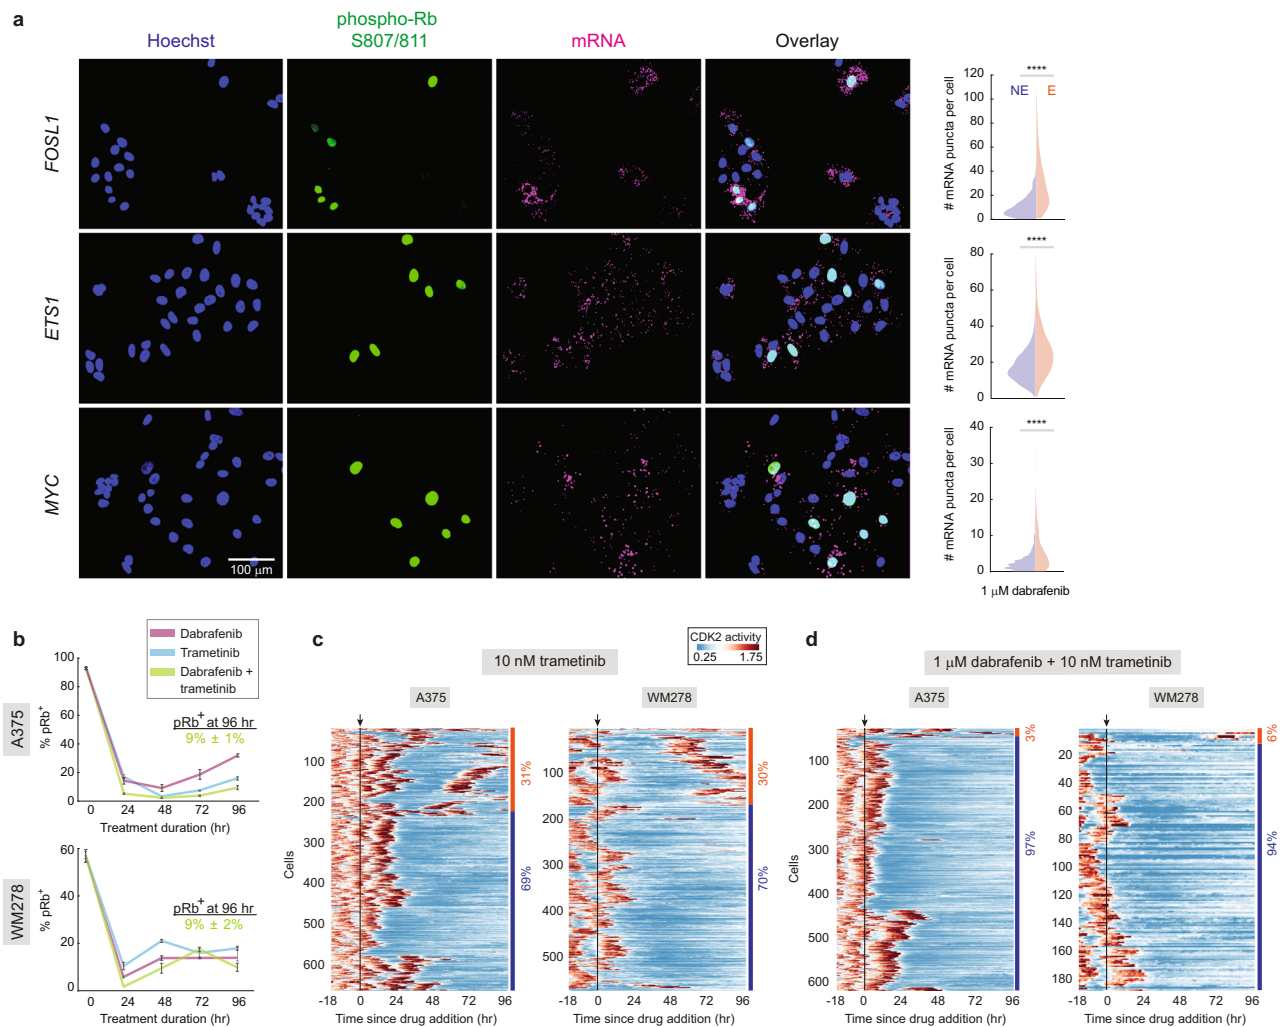 a
Hoechst
phospho-Rb
S807/811
mRNA
Overlay
FOSL1
ETS1
MYC
100 μm
# mRNA puncta per cell
120
100
80
60
40
20
0
****
NE
E
# mRNA puncta per cell
80
60
40
20
0
****
# mRNA puncta per cell
40
30
20
10
0
****
1 μM dabrafenib
b
Dabrafenib
Trametinib
Dabrafenib +
trametinib
A375
% pRb+
100
80
60
40
20
0
pRb+ at 96 hr
9% ± 1%
0 24 48 72 96
Treatment duration (hr)
WM278
% pRb+
60
40
20
0
pRb+ at 96 hr
9% ± 2%
0 24 48 72 96
Treatment duration (hr)
c
10 nM trametinib
CDK2 activity
0.25 1.75
A375
Cells
100
200
300
400
500
600
31%
69%
-18 0 24 48 72 96
Time since drug addition (hr)
WM278
100
200
300
400
500
30%
70%
-18 0 24 48 72 96
Time since drug addition (hr)
d
1 μM dabrafenib + 10 nM trametinib
A375
Cells
100
200
300
400
500
600
3%
97%
-18 0 24 48 72 96
Time since drug addition (hr)
WM278
20
40
60
80
100
120
140
160
180
6%
94%
-18 0 24 48 72 96
Time since drug addition (hr)